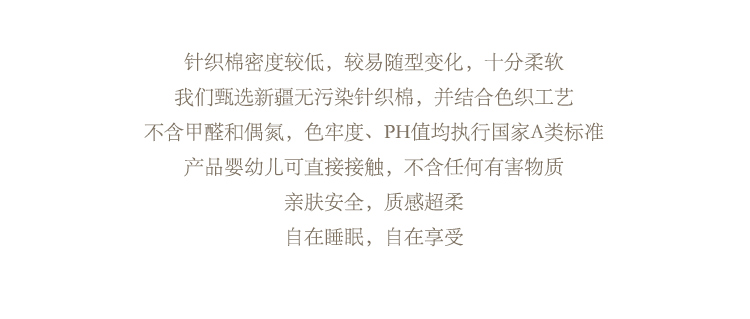 针织棉密度较低，较易随型变化，十分柔软
我们甄选新疆无污染针织棉，并结合色织工艺
不含甲醛和偶氮，色牢度、PH值均执行国家A类标准
产品婴幼儿可直接接触，不含任何有害物质
亲肤安全，质感超柔
自在睡眠，自在享受